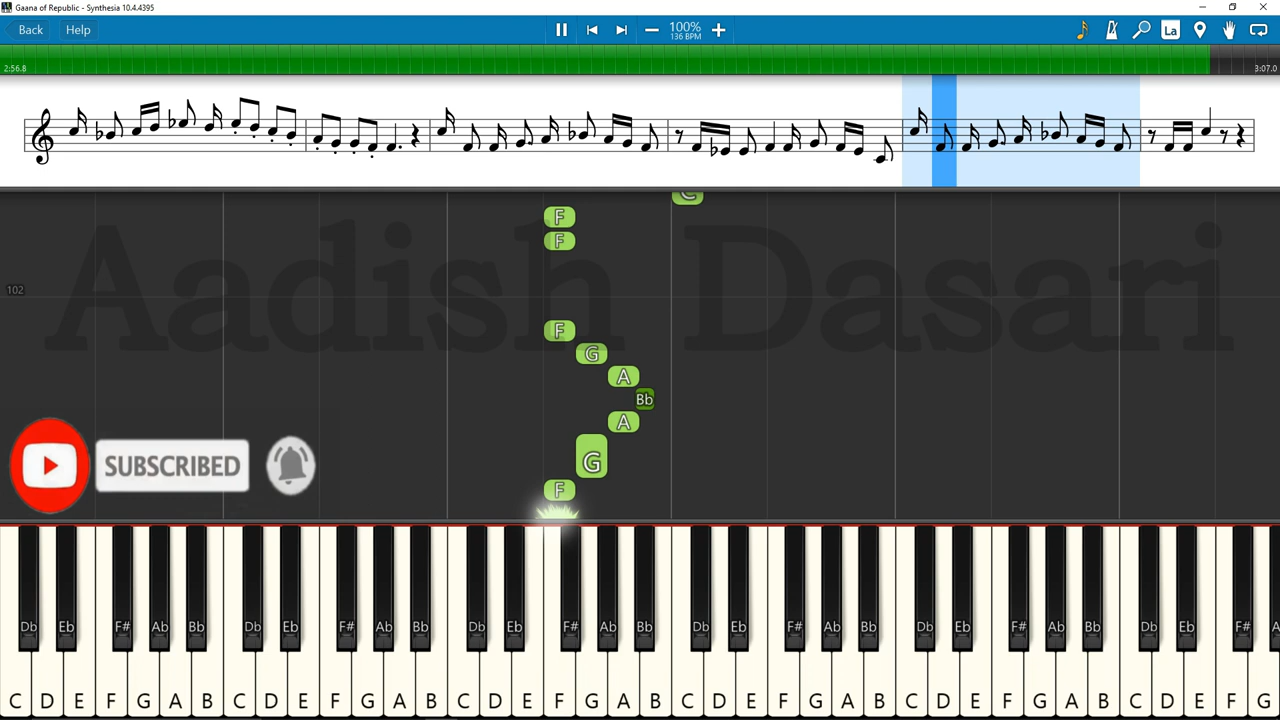 Gaana of Republic - Synthesia 10.4.4395
Back Help 100% La
136 BPM
2:56.8 3:07.0
C
F
F
Aadish Dasari
102
F
G
A
Bb
A
G
F
SUBSCRIBED
Db Eb F# Ab Bb Db Eb F# Ab Bb Db Eb F# Ab Bb Db Eb F# Ab Bb Db Eb F# Ab Bb Db Eb F# A
C D E F G A B C D E F G A B C D E F G A B C D E F G A B C D E F G A B C D E F G